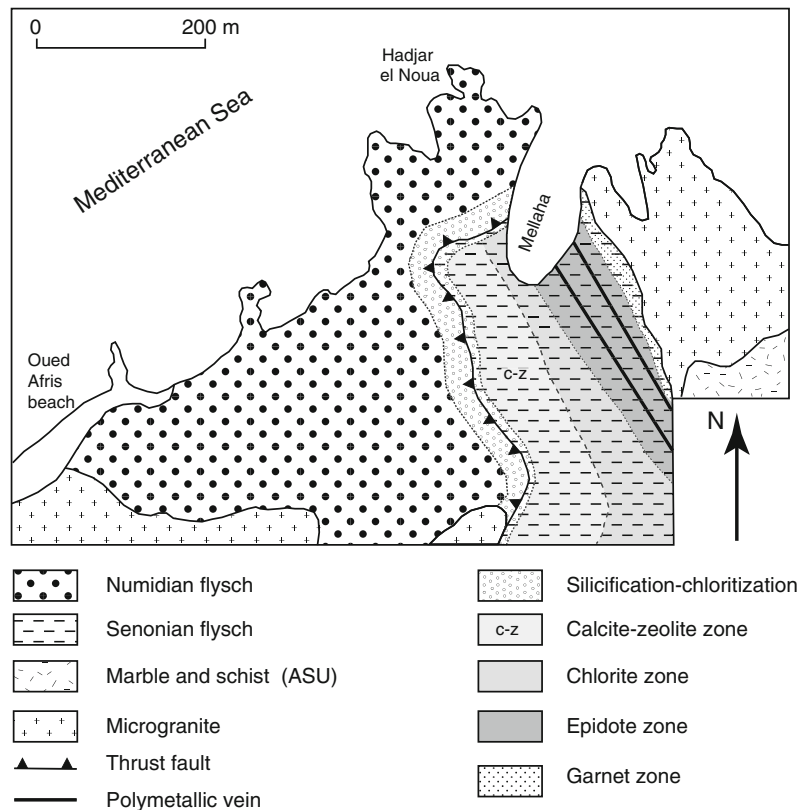 0 200 m
Hadjar
el Noua
Mediterranean Sea
Mellaha
Oued
Afris
beach
c-z
N
Numidian flysch
Senonian flysch
Marble and schist (ASU)
Microgranite
Thrust fault
Polymetallic vein
Silicification-chloritization
c-z Calcite-zeolite zone
Chlorite zone
Epidote zone
Garnet zone